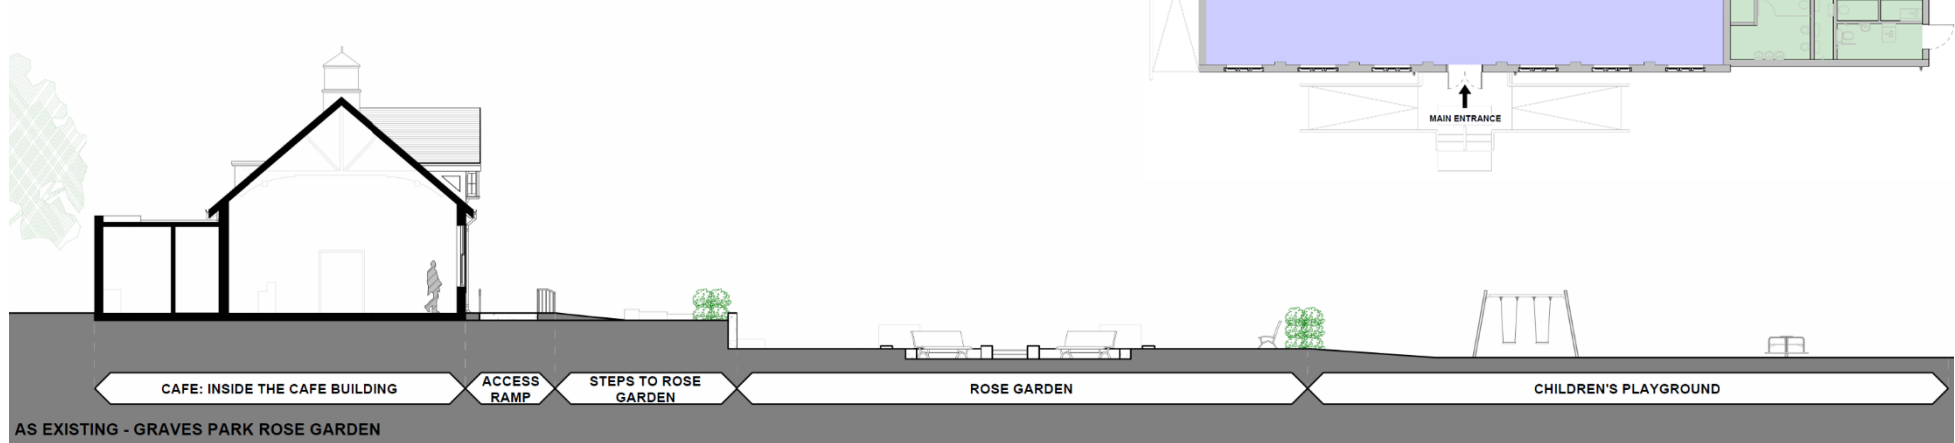 MAIN ENTRANCE
CAFE: INSIDE THE CAFE BUILDING
ACCESS
RAMP
STEPS TO ROSE
GARDEN
ROSE GARDEN
CHILDREN'S PLAYGROUND
AS EXISTING - GRAVES PARK ROSE GARDEN